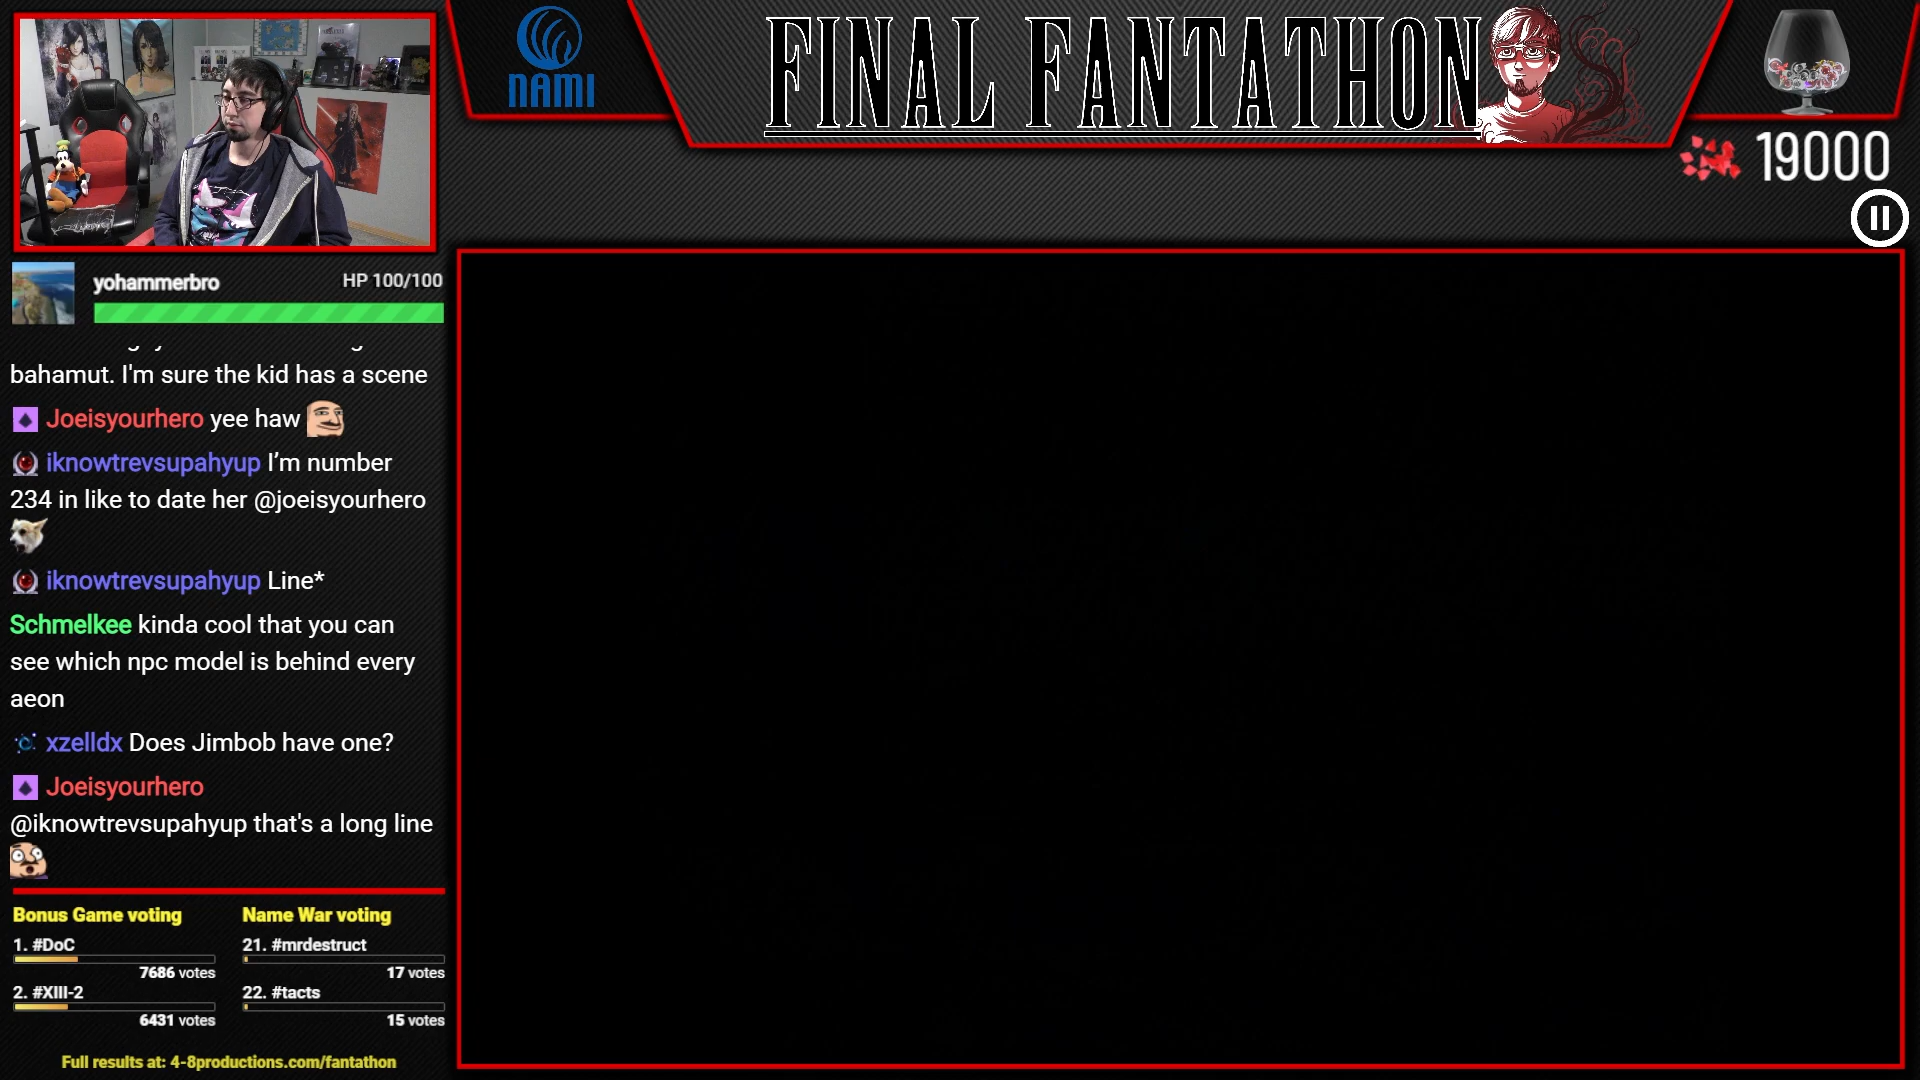 NAMI
FINAL FANTATHON
19000
yohammerbro
HP 100/100
bahamut. I'm sure the kid has a scene
Joeisyourhero yee haw
iknowtrevsupahyup I’m number
234 in like to date her @joeisyourhero
iknowtrevsupahyup Line*
Schmelkee kinda cool that you can
see which npc model is behind every
aeon
xzelldx Does Jimbob have one?
Joeisyourhero
@iknowtrevsupahyup that's a long line
Bonus Game voting
1. #DoC
7686 votes
2. #XIII-2
6431 votes
Name War voting
21. #mrdestruct
17 votes
22. #tacts
15 votes
Full results at: 4-8productions.com/fantathon